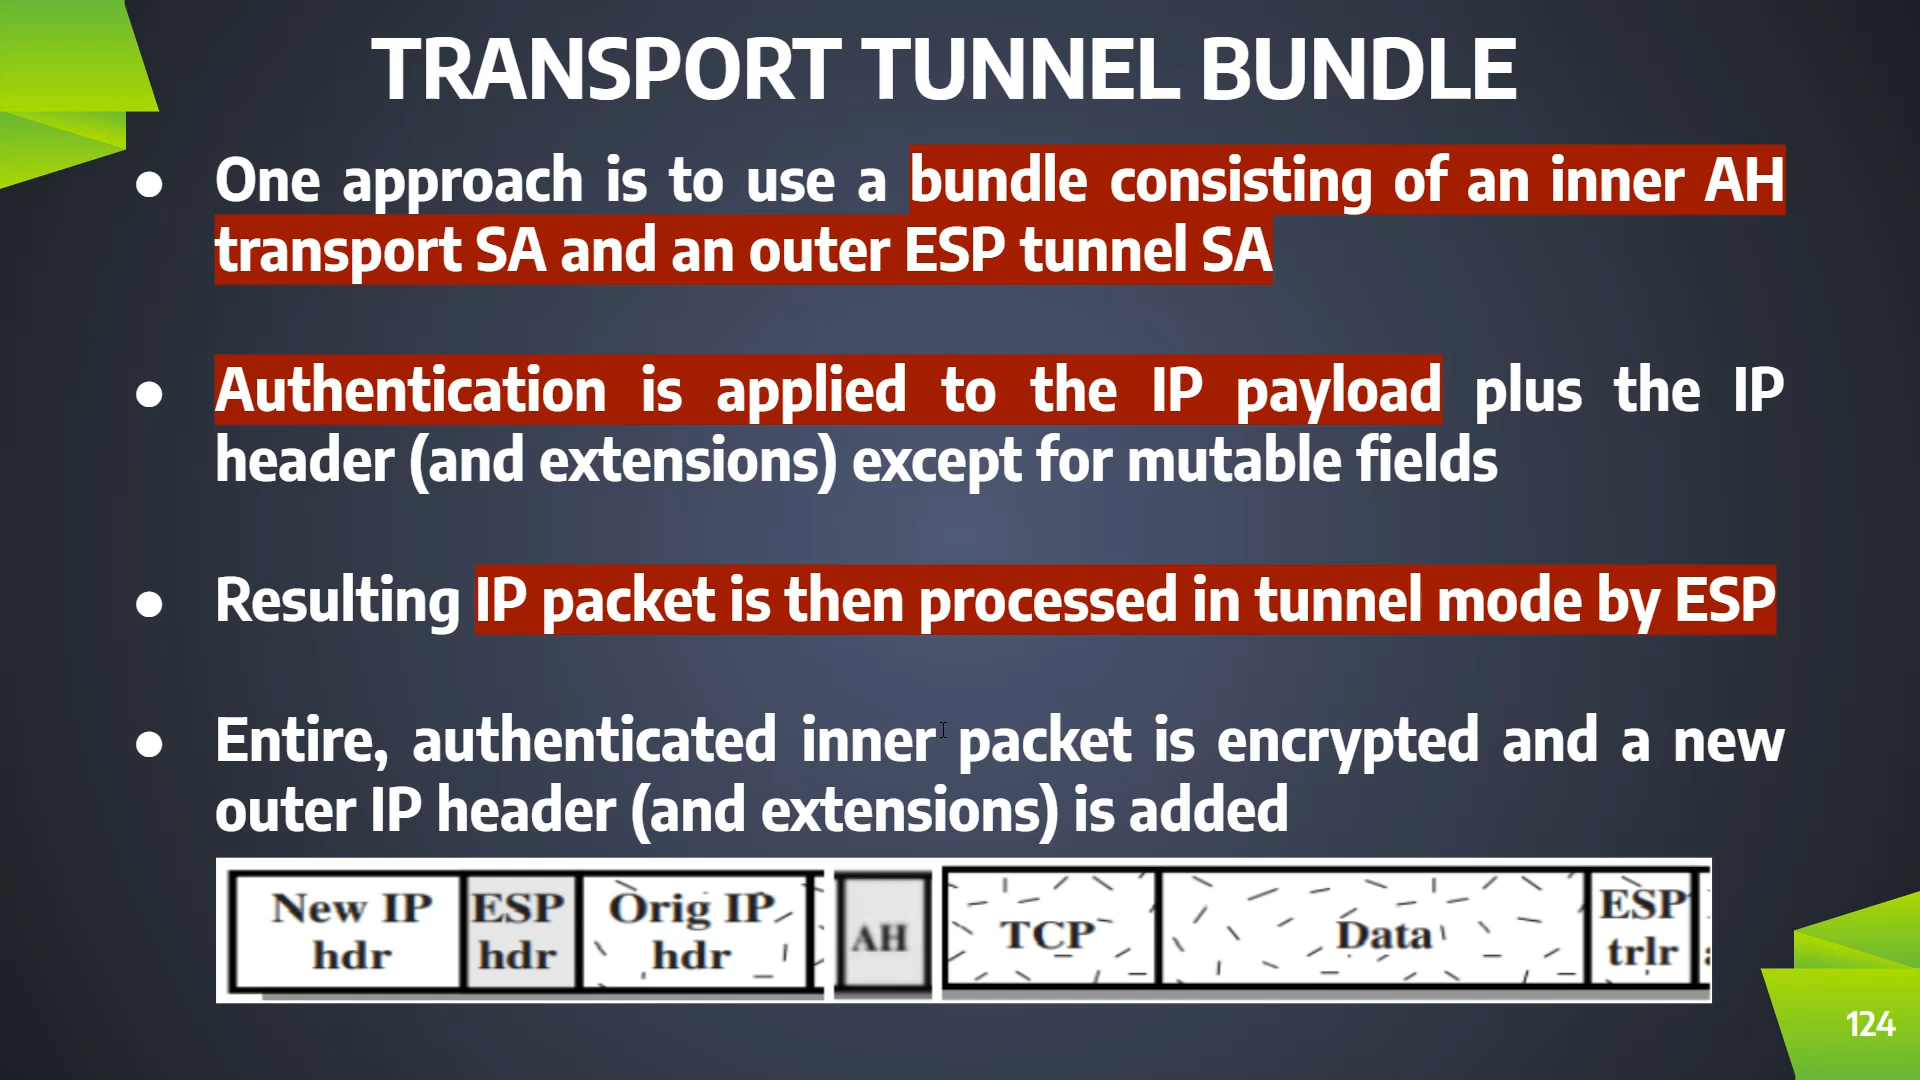 TRANSPORT TUNNEL BUNDLE
● One approach is to use a bundle consisting of an inner AH
transport SA and an outer ESP tunnel SA
● Authentication is applied to the IP payload plus the IP
header (and extensions) except for mutable fields
● Resulting IP packet is then processed in tunnel mode by ESP
● Entire, authenticated inner packet is encrypted and a new
outer IP header (and extensions) is added
New IP hdr
ESP hdr
Orig IP hdr
AH
TCP
Data
ESP trlr
124